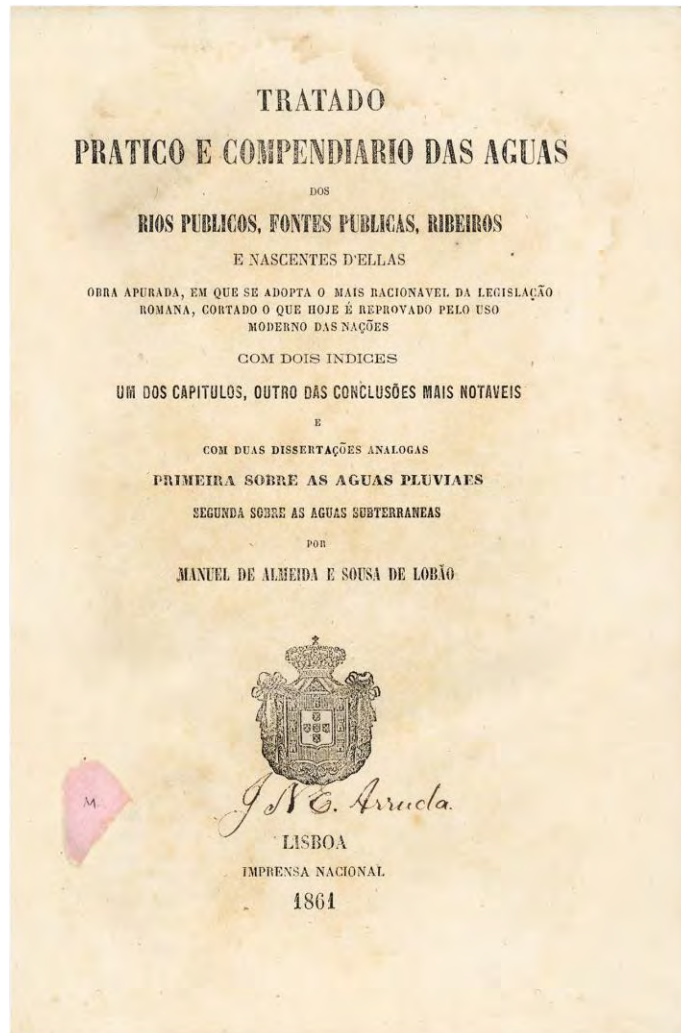 TRATADO
PRATICO E COMPENDIARIO DAS AGUAS
DOS
RIOS PUBLICOS, FONTES PUBLICAS, RIBEIROS
E NASCENTES D'ELLAS
OBRA APURADA, EM QUE SE ADOPTA O MAIS RACIONAVEL DA LEGISLAÇÃO
ROMANA, CORTADO O QUE HOJE É REPROVADO PELO USO
MODERNO DAS NAÇÕES
COM DOIS INDICES
UM DOS CAPITULOS, OUTRO DAS CONCLUSÕES MAIS NOTAVEIS
E
COM DUAS DISSERTAÇÕES ANALOGAS
PRIMEIRA SOBRE AS AGUAS PLUVIAES
SEGUNDA SOBRE AS AGUAS SUBTERRANEAS
POR
MANUEL DE ALMEIDA E SOUSA DE LOBÃO
M.
J N E. Arruda.
LISBOA
IMPRENSA NACIONAL
1861